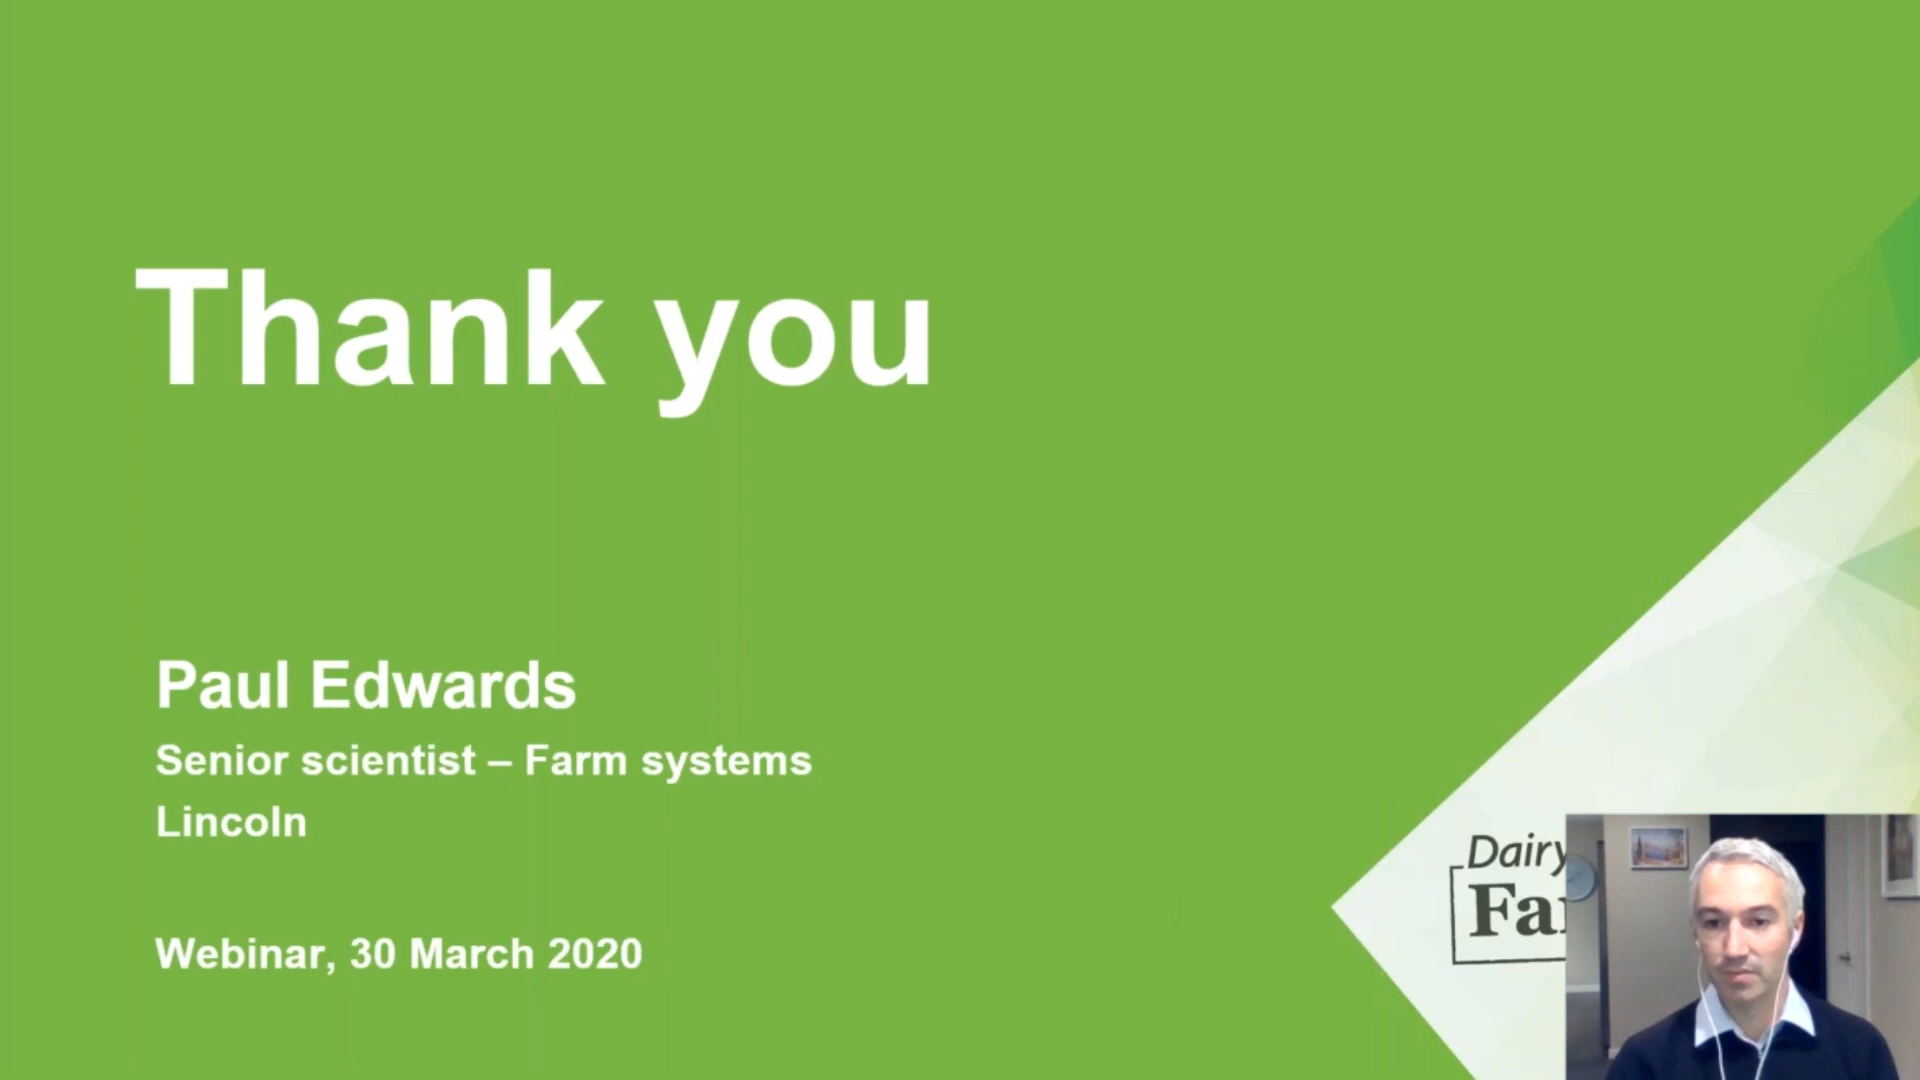 Thank you
Paul Edwards
Senior scientist – Farm systems
Lincoln
Webinar, 30 March 2020
Dairy